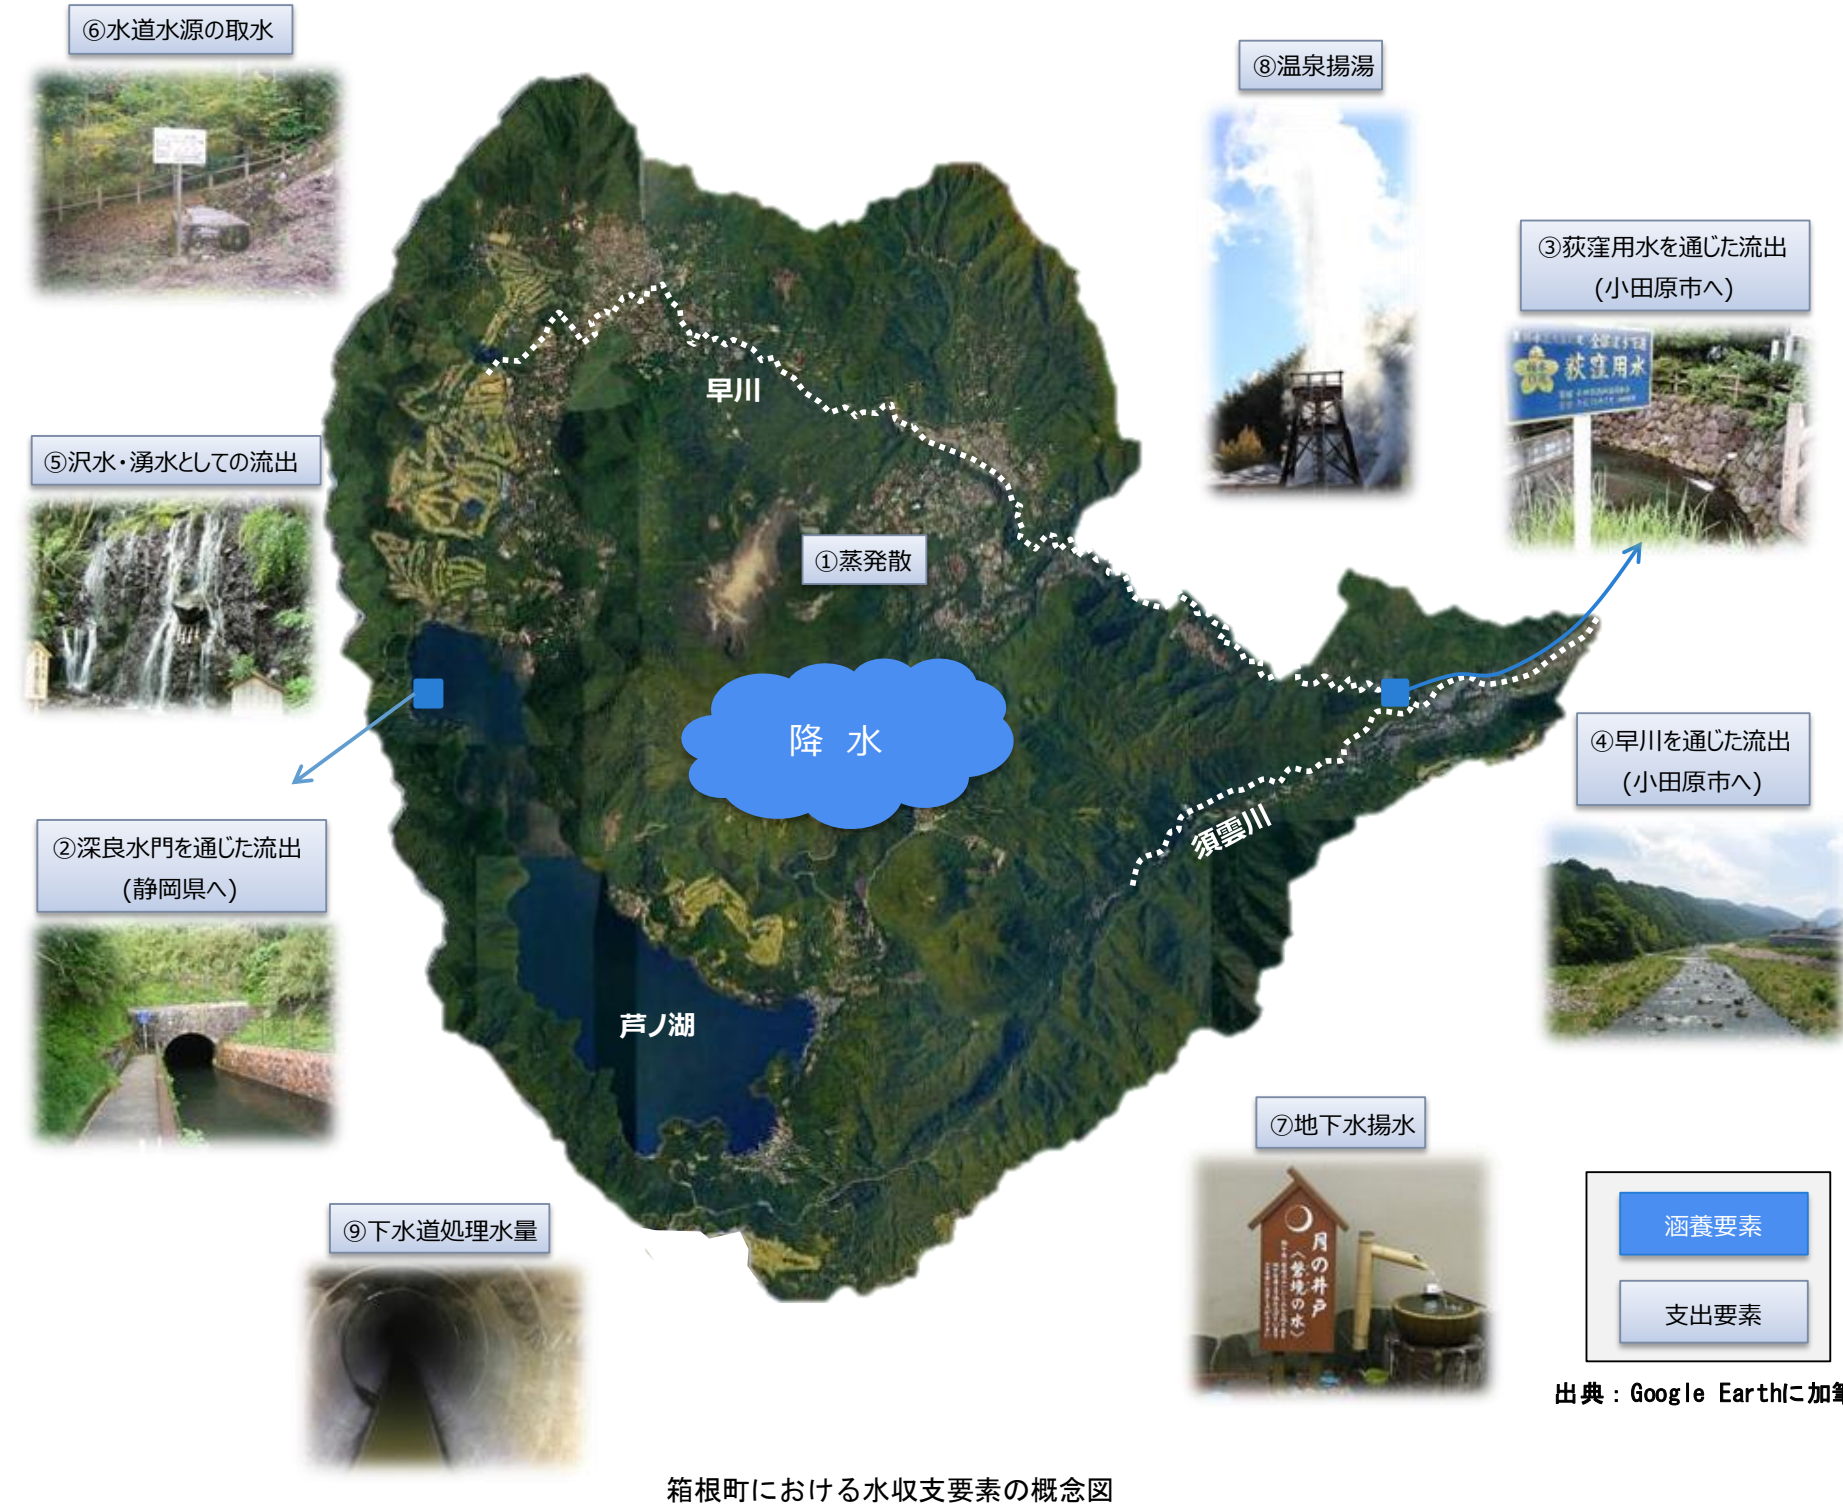 ⑥水道水源の取水
⑧温泉揚湯
③荻窪用水を通じた流出
(小田原市へ)
荻窪用水
早川
⑤沢水・湧水としての流出
①蒸発散
降 水
④早川を通じた流出
(小田原市へ)
須雲川
②深良水門を通じた流出
(静岡県へ)
芦ノ湖
⑦地下水揚水
月の井戸
⑨下水道処理水量
涵養要素
支出要素
出典：Google Earthに加筆
箱根町における水収支要素の概念図